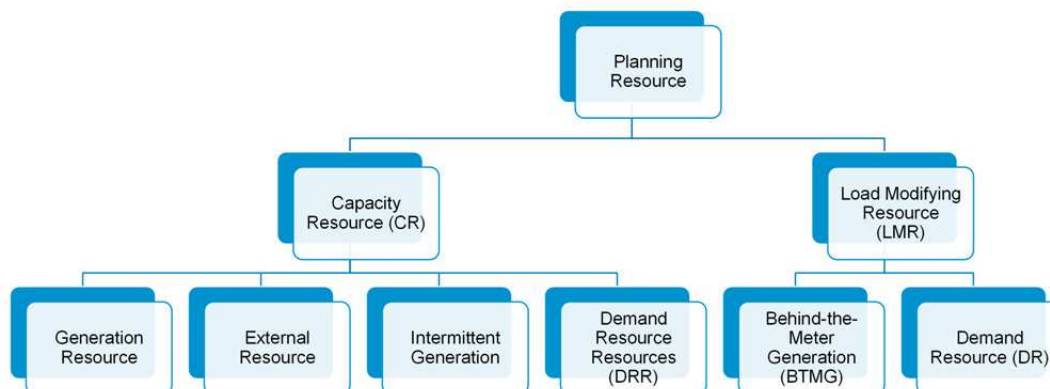 Planning
Resource
Capacity
Resource (CR)
Load Modifying
Resource
(LMR)
Generation
Resource
External
Resource
Intermittent
Generation
Demand
Resource
Resources
(DRR)
Behind-the-
Meter
Generation
(BTMG)
Demand
Resource (DR)